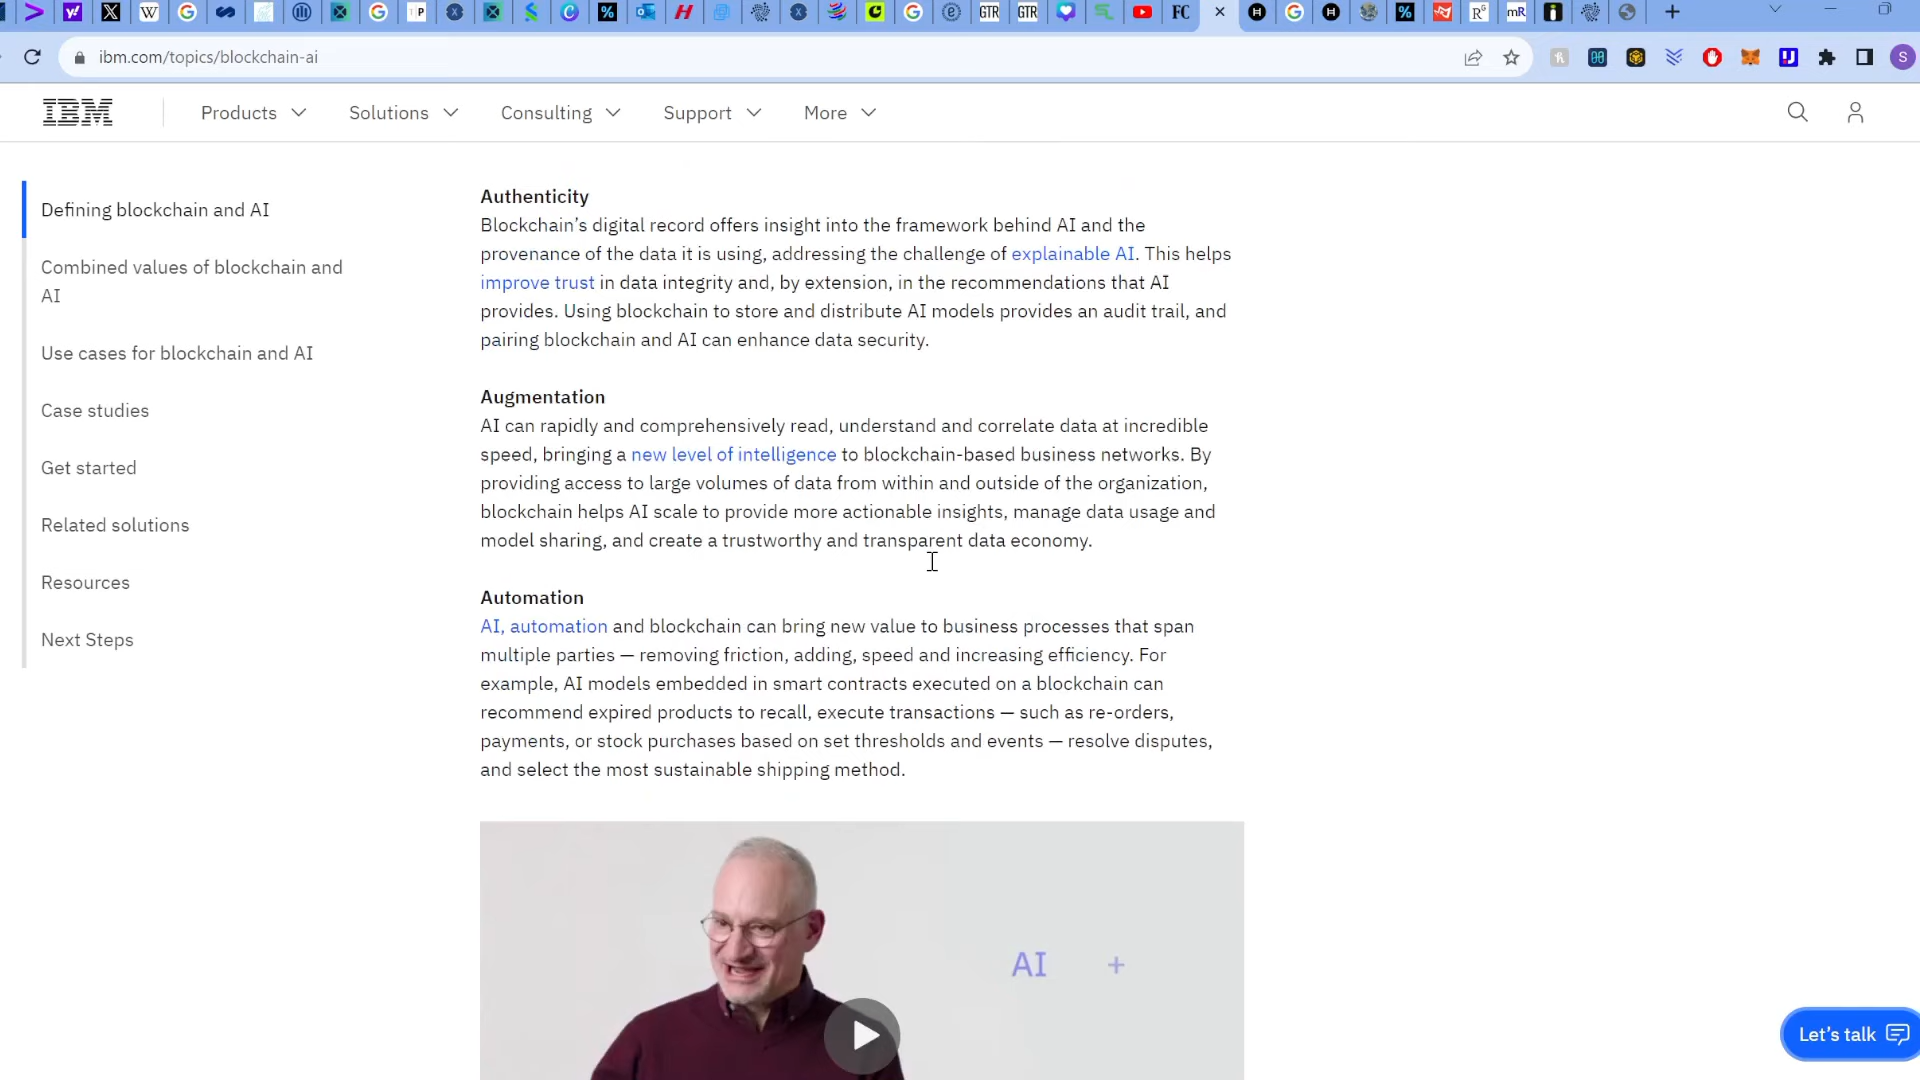 ibm.com/topics/blockchain-ai
IBM
Products
Solutions
Consulting
Support
More
Defining blockchain and AI
Combined values of blockchain and
AI
Use cases for blockchain and AI
Case studies
Get started
Related solutions
Resources
Next Steps
Authenticity
Blockchain’s digital record offers insight into the framework behind AI and the
provenance of the data it is using, addressing the challenge of explainable AI. This helps
improve trust in data integrity and, by extension, in the recommendations that AI
provides. Using blockchain to store and distribute AI models provides an audit trail, and
pairing blockchain and AI can enhance data security.
Augmentation
AI can rapidly and comprehensively read, understand and correlate data at incredible
speed, bringing a new level of intelligence to blockchain-based business networks. By
providing access to large volumes of data from within and outside of the organization,
blockchain helps AI scale to provide more actionable insights, manage data usage and
model sharing, and create a trustworthy and transparent data economy.
Automation
AI, automation and blockchain can bring new value to business processes that span
multiple parties — removing friction, adding, speed and increasing efficiency. For
example, AI models embedded in smart contracts executed on a blockchain can
recommend expired products to recall, execute transactions — such as re-orders,
payments, or stock purchases based on set thresholds and events — resolve disputes,
and select the most sustainable shipping method.
AI +
Let’s talk